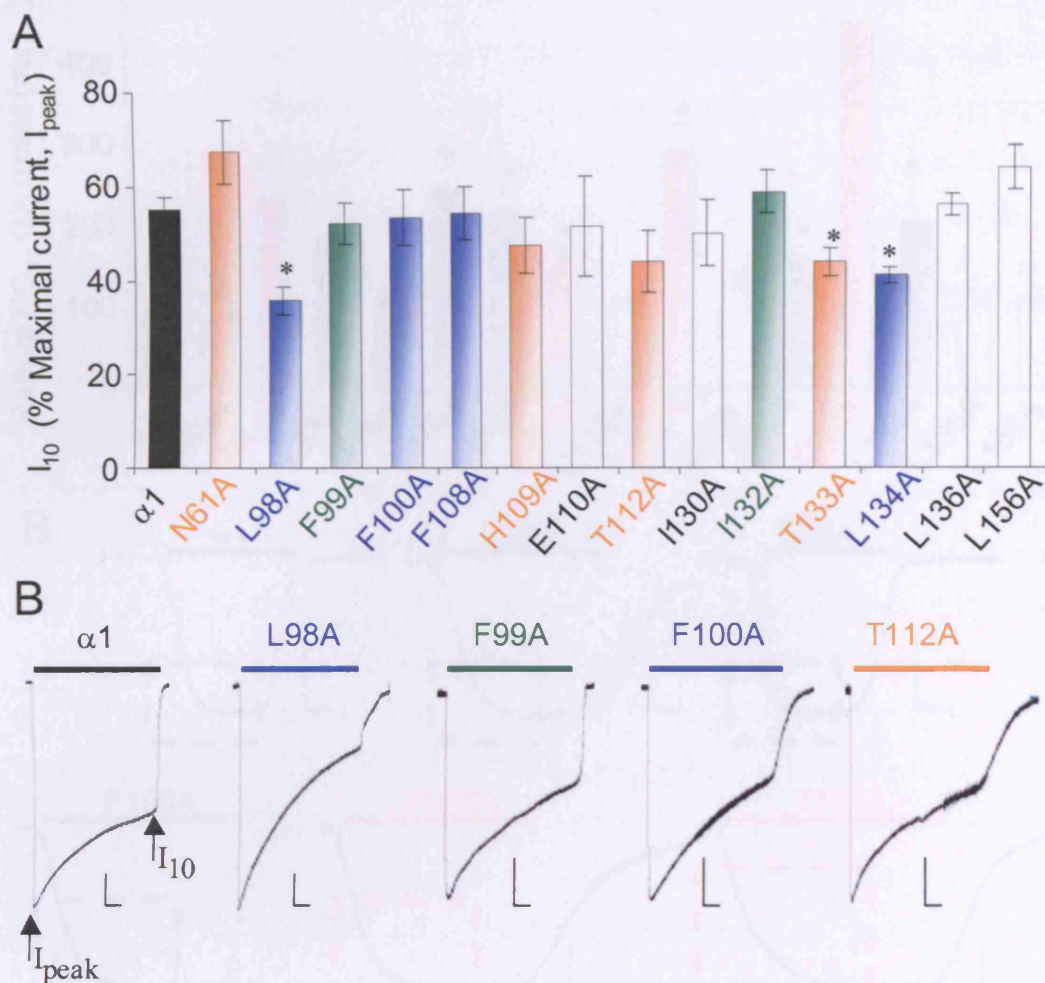 A
I10 (% Maximal current, Ipeak)
80
60
40
20
0
*
*
*
α1
N61A
L98A
F99A
F100A
F108A
H109A
E110A
T112A
I130A
I132A
T133A
L134A
L136A
L156A
B
α1
L98A
F99A
F100A
T112A
I10
Ipeak